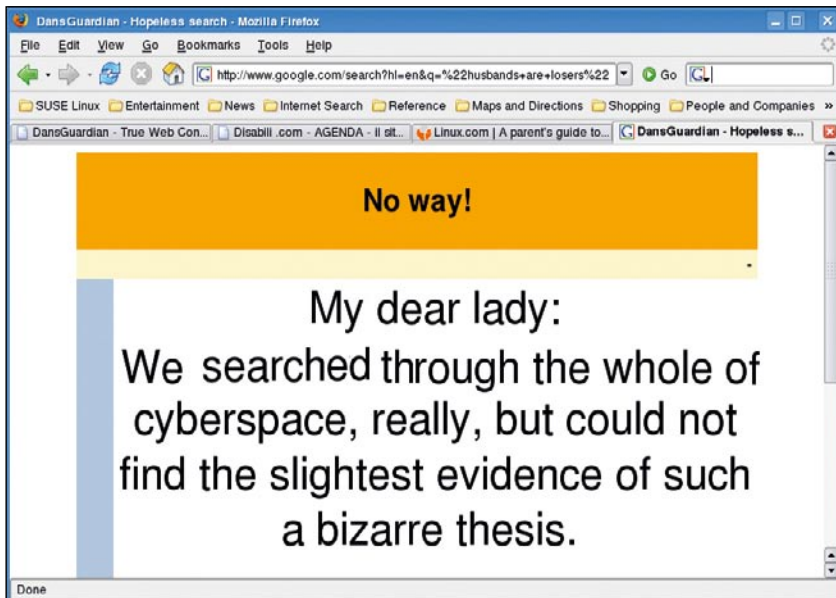 DansGuardian - Hopeless search - Mozilla Firefox
File Edit View Go Bookmarks Tools Help
http://www.google.com/search?hl=en&q=%22husbands+are+losers%22 Go
SUSE Linux Entertainment News Internet Search Reference Maps and Directions Shopping People and Companies »
DansGuardian - True Web Con... Disabili .com - AGENDA - il sit... Linux.com | A parent's guide to... DansGuardian - Hopeless s...
No way!
-
My dear lady:
We searched through the whole of
cyberspace, really, but could not
find the slightest evidence of such
a bizarre thesis.
Done